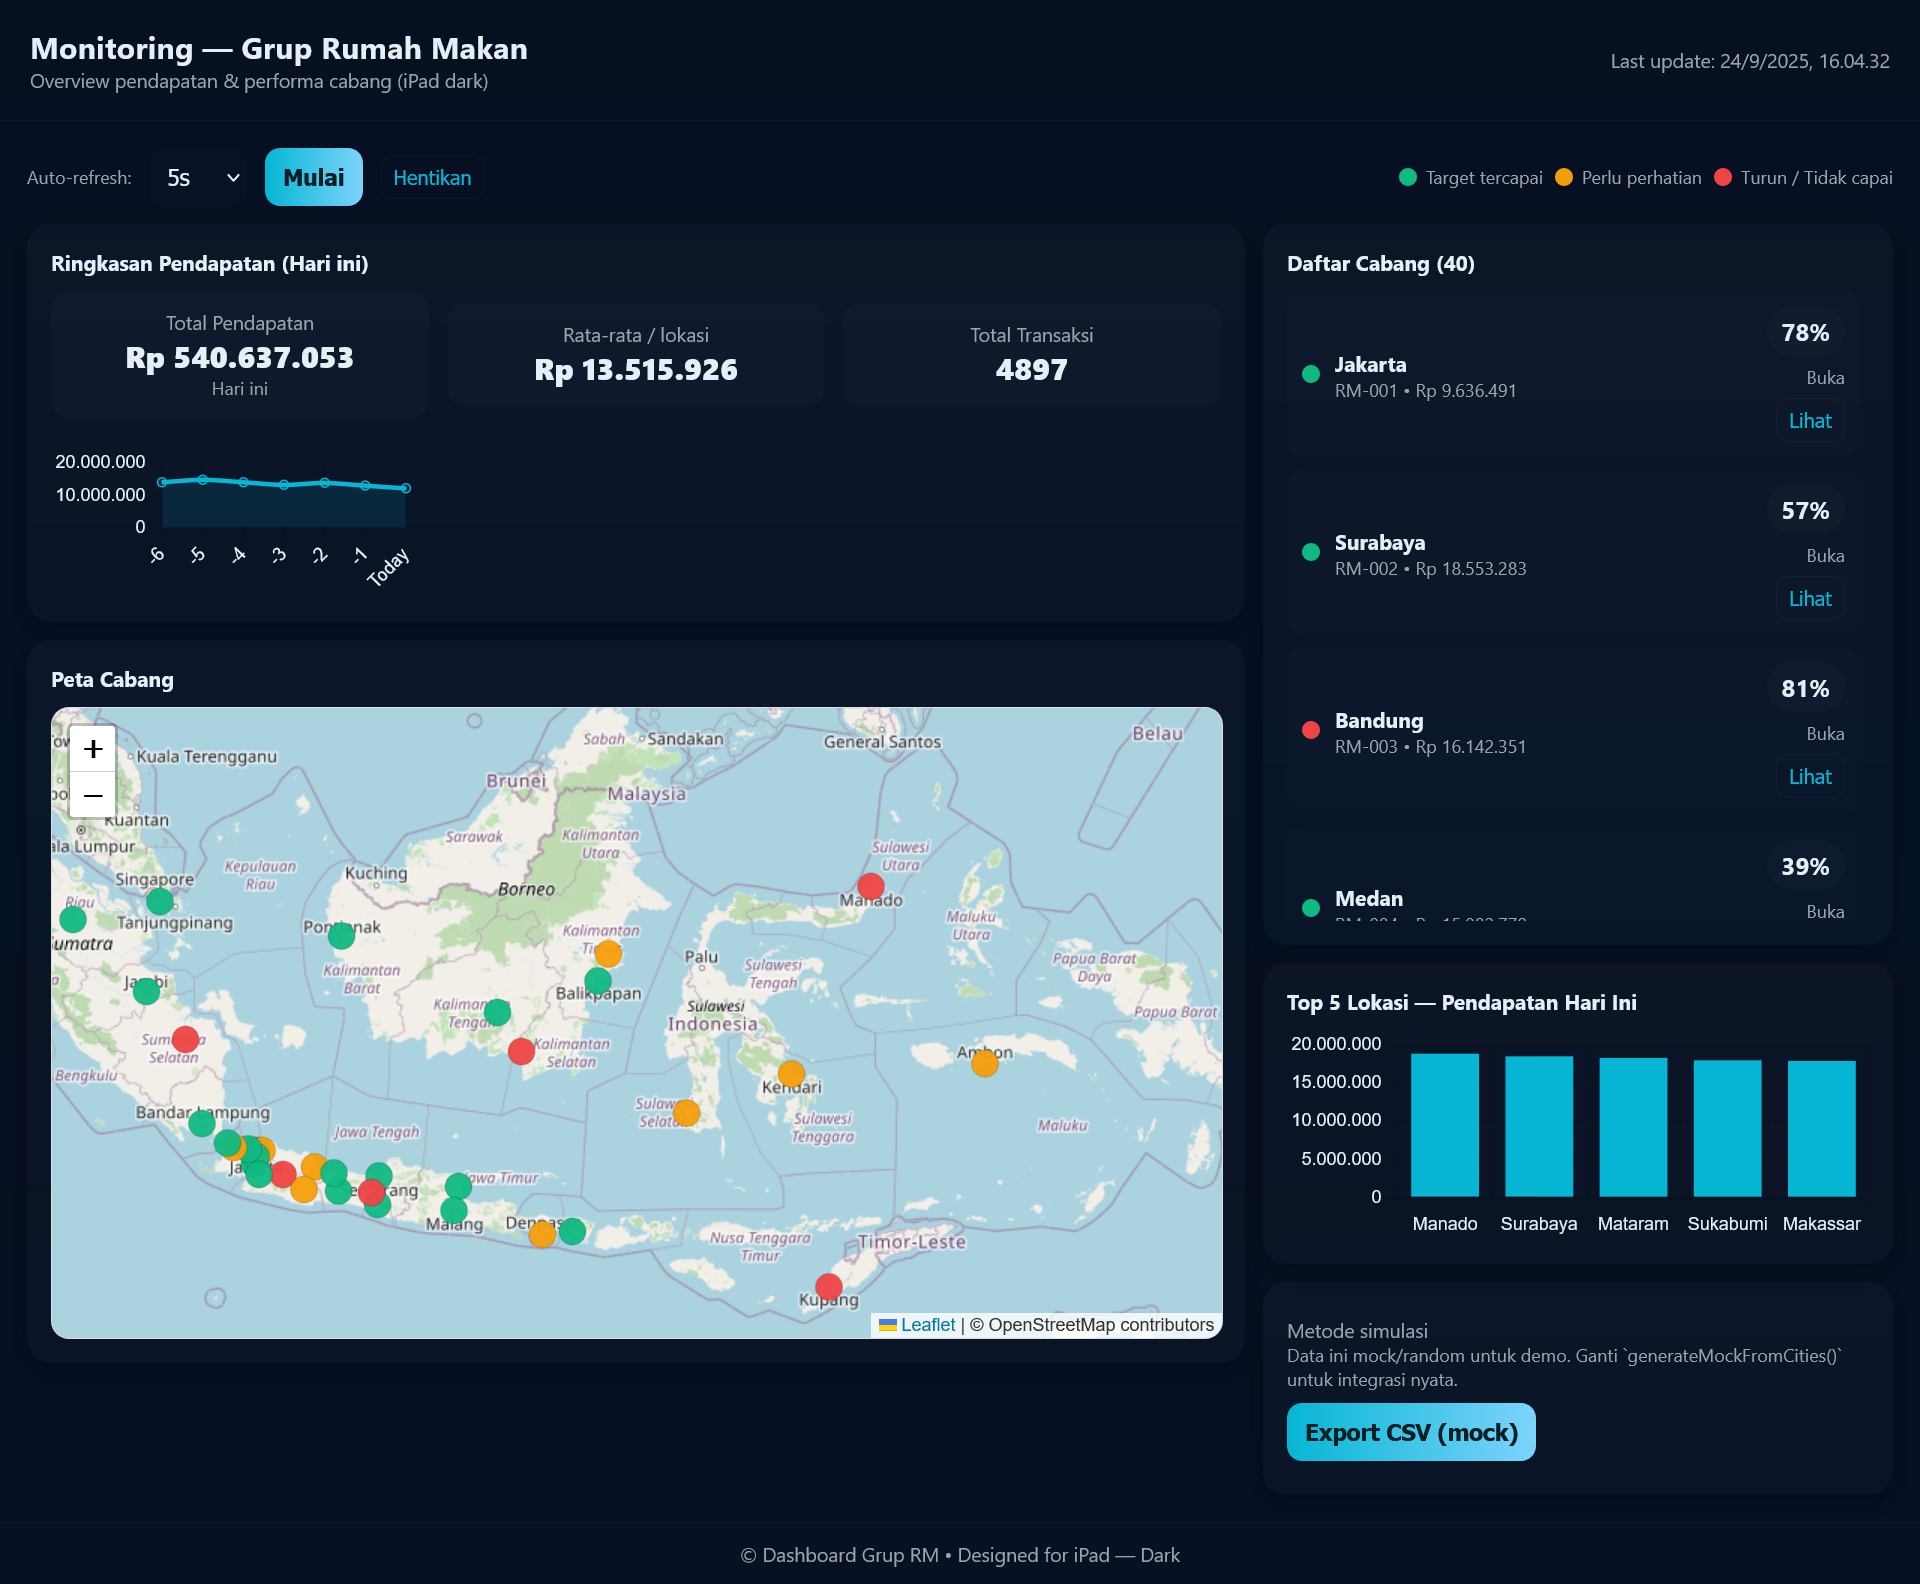 Monitoring — Grup Rumah Makan
Overview pendapatan & performa cabang (iPad dark)
Last update: 24/9/2025, 16.04.32
Auto-refresh:
5s
Mulai
Hentikan
Target tercapai
Perlu perhatian
Turun / Tidak capai
Ringkasan Pendapatan (Hari ini)
Total Pendapatan
Rp 540.637.053
Hari ini
Rata-rata / lokasi
Rp 13.515.926
Total Transaksi
4897
20.000.000
10.000.000
0
-6
-5
-4
-3
-2
-1
Today
Peta Cabang
+
−
Kuala Terengganu
Kuantan
ala Lumpur
Singapore
Riau
Tanjungpinang
umatra
Jambi
Sumatra
Selatan
Bengkulu
Bandar Lampung
Kepulauan
Riau
Brunei
Sabah
Sandakan
Malaysia
General Santos
Belau
Sarawak
Kalimantan
Utara
Kuching
Borneo
Pontianak
Kalimantan
Barat
Kalimantan
Balikpapan
Kalimantan
Selatan
Sulawesi
Utara
Manado
Maluku
Utara
Palu
Sulawesi
Tengah
Sulawesi
Indonesia
Papua Barat
Daya
Papua Barat
Ambon
Kendari
Sulawesi
Tenggara
Maluku
Jawa Tengah
Jawa Timur
Malang
Nusa Tenggara
Timur
Timor-Leste
Kupang
Leaflet | © OpenStreetMap contributors
Daftar Cabang (40)
Jakarta
RM-001 • Rp 9.636.491
78%
Buka
Lihat
Surabaya
RM-002 • Rp 18.553.283
57%
Buka
Lihat
Bandung
RM-003 • Rp 16.142.351
81%
Buka
Lihat
Medan
39%
Buka
Top 5 Lokasi — Pendapatan Hari Ini
20.000.000
15.000.000
10.000.000
5.000.000
0
Manado
Surabaya
Mataram
Sukabumi
Makassar
Metode simulasi
Data ini mock/random untuk demo. Ganti `generateMockFromCities()`
untuk integrasi nyata.
Export CSV (mock)
© Dashboard Grup RM • Designed for iPad — Dark